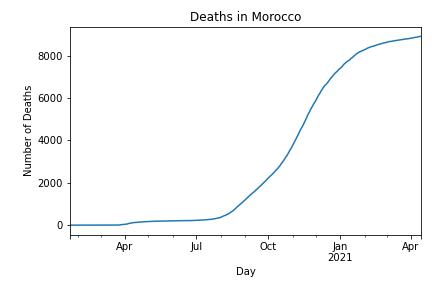 Deaths in Morocco
Number of Deaths
8000
6000
4000
2000
0
Apr Jul Oct Jan Apr
2021
Day